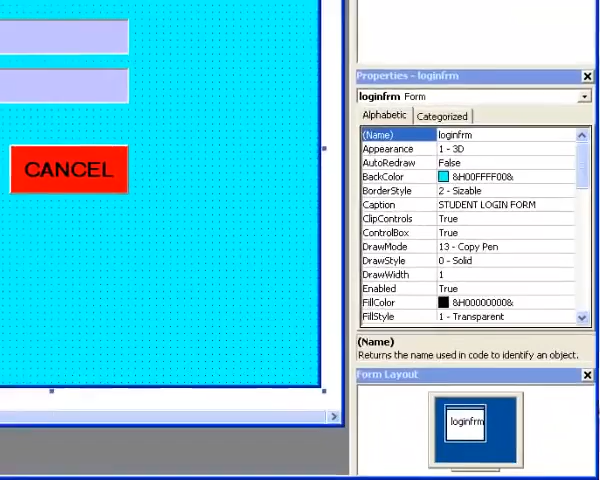 CANCEL
Properties - loginfrm
loginfrm Form
Alphabetic Categorized
(Name) loginfrm
Appearance 1 - 3D
AutoRedraw False
BackColor &H00FFFF00&
BorderStyle 2 - Sizable
Caption STUDENT LOGIN FORM
ClipControls True
ControlBox True
DrawMode 13 - Copy Pen
DrawStyle 0 - Solid
DrawWidth 1
Enabled True
FillColor &H00000000&
FillStyle 1 - Transparent
(Name)
Returns the name used in code to identify an object.
Form Layout
loginfrm